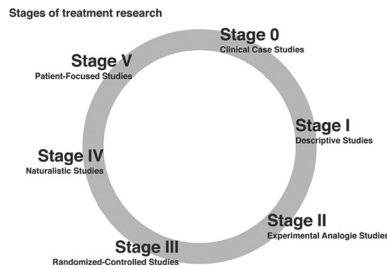 Stages of treatment research
Stage 0
Clinical Case Studies
Stage I
Descriptive Studies
Stage II
Experimental Analogie Studies
Stage III
Randomized-Controlled Studies
Stage IV
Naturalistic Studies
Stage V
Patient-Focused Studies